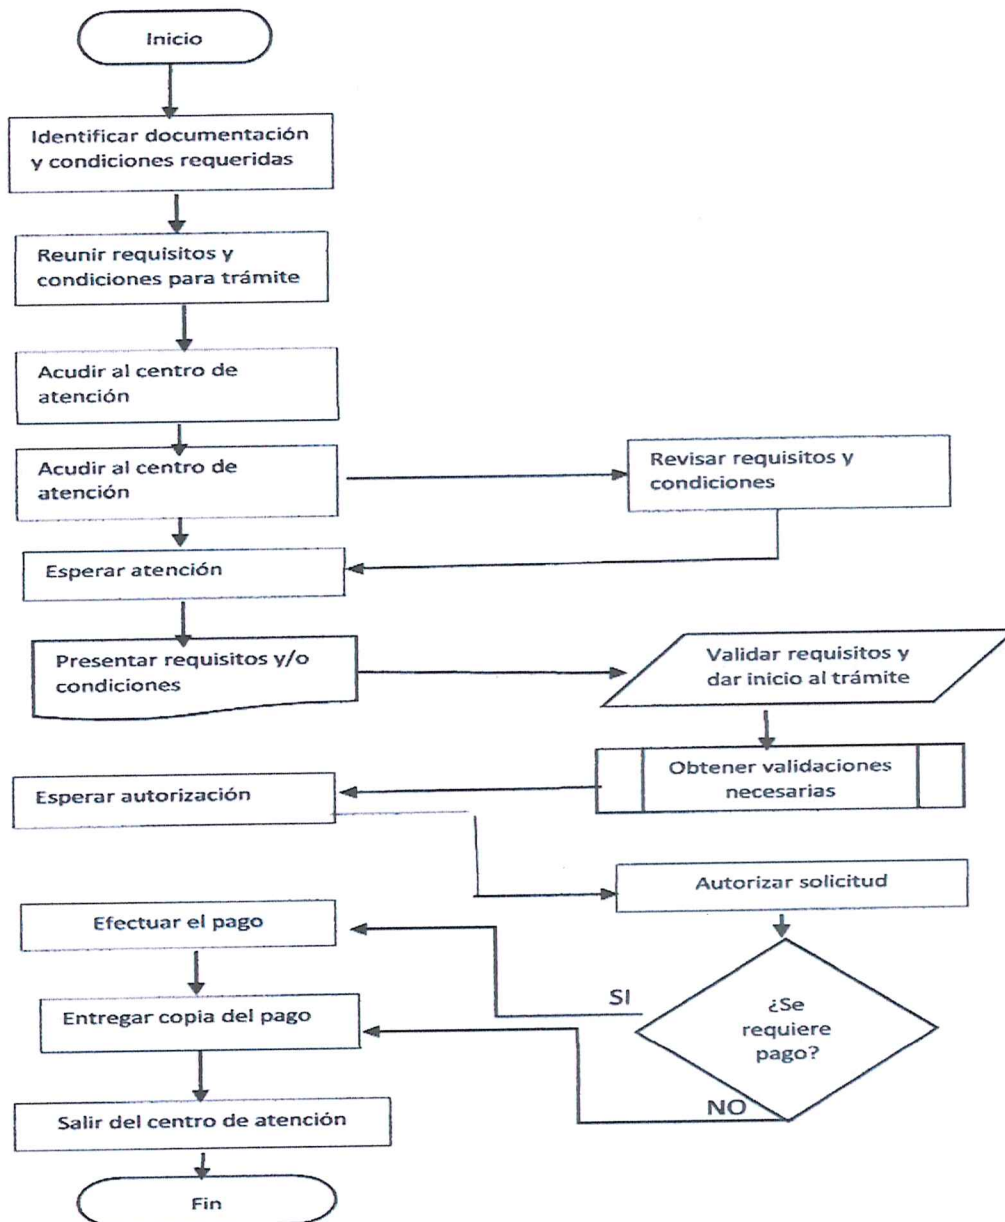 Inicio
Identificar documentación
y condiciones requeridas
Reunir requisitos y
condiciones para trámite
Acudir al centro de
atención
Acudir al centro de
atención
Revisar requisitos y
condiciones
Esperar atención
Presentar requisitos y/o
condiciones
Validar requisitos y
dar inicio al trámite
Obtener validaciones
necesarias
Esperar autorización
Autorizar solicitud
Efectuar el pago
SI
¿Se
requiere
pago?
Entregar copia del pago
NO
Salir del centro de atención
Fin